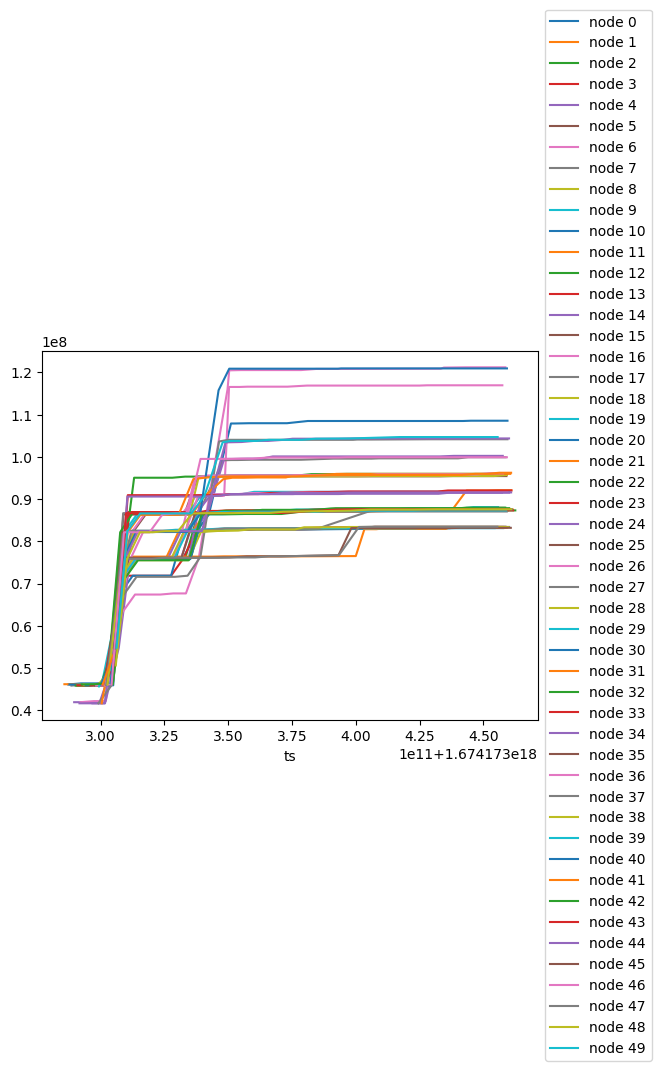 1e8
1.2
1.1
1.0
0.9
0.8
0.7
0.6
0.5
0.4
3.00 3.25 3.50 3.75 4.00 4.25 4.50
ts
1e11+1.674173e18
node 0
node 1
node 2
node 3
node 4
node 5
node 6
node 7
node 8
node 9
node 10
node 11
node 12
node 13
node 14
node 15
node 16
node 17
node 18
node 19
node 20
node 21
node 22
node 23
node 24
node 25
node 26
node 27
node 28
node 29
node 30
node 31
node 32
node 33
node 34
node 35
node 36
node 37
node 38
node 39
node 40
node 41
node 42
node 43
node 44
node 45
node 46
node 47
node 48
node 49